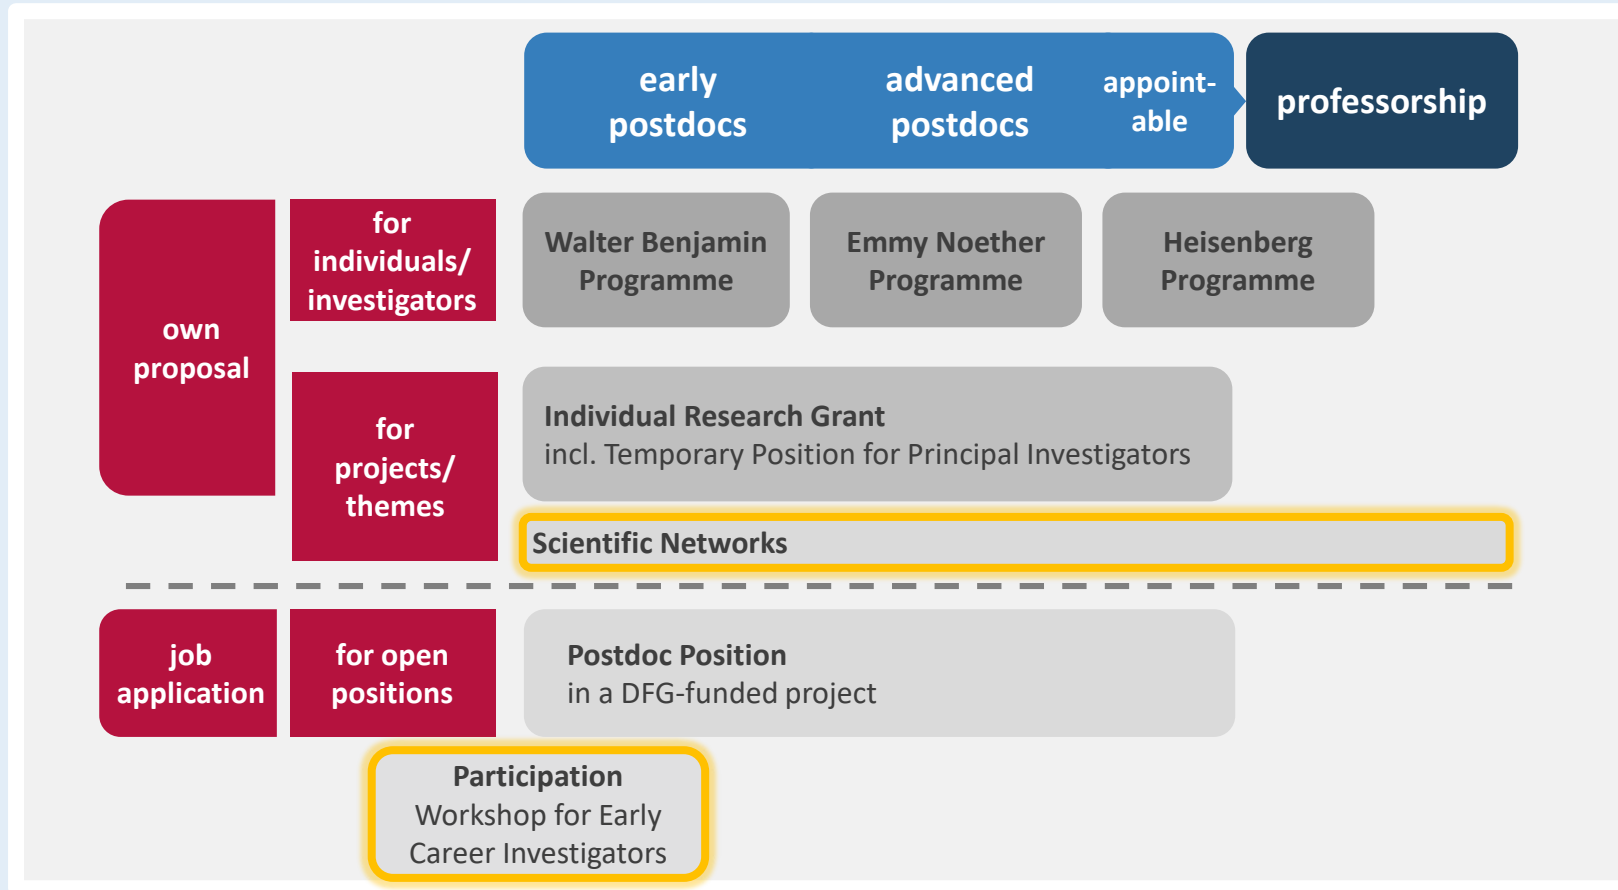 early
postdocs
advanced
postdocs
appoint-
able
professorship
own
proposal
for
individuals/
investigators
Walter Benjamin
Programme
Emmy Noether
Programme
Heisenberg
Programme
for
projects/
themes
Individual Research Grant
incl. Temporary Position for Principal Investigators
Scientific Networks
job
application
for open
positions
Postdoc Position
in a DFG-funded project
Participation
Workshop for Early
Career Investigators